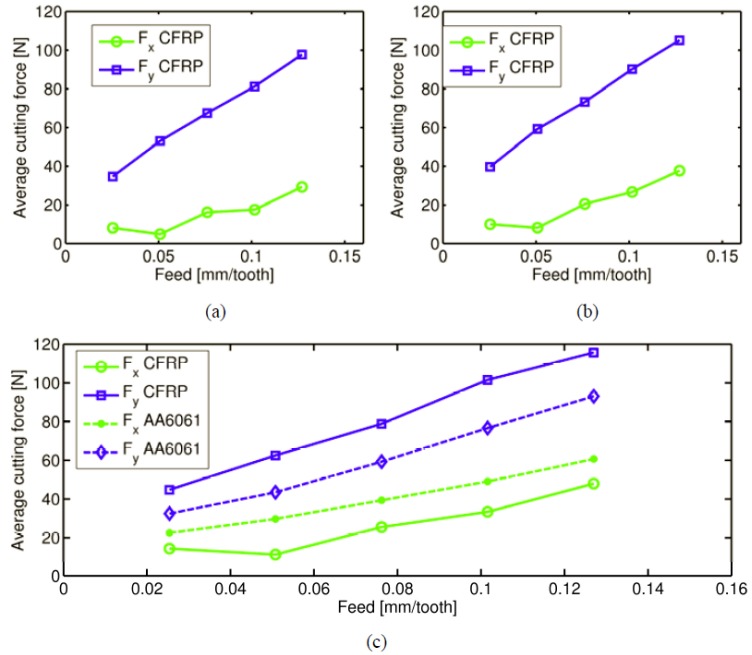 Average cutting force [N]
120
100
80
60
40
20
0
Fx CFRP
Fy CFRP
0 0.05 0.1 0.15
Feed [mm/tooth]
(a)
Average cutting force [N]
120
100
80
60
40
20
0
Fx CFRP
Fy CFRP
0 0.05 0.1 0.15
Feed [mm/tooth]
(b)
Average cutting force [N]
120
100
80
60
40
20
0
Fx CFRP
Fy CFRP
Fx AA6061
Fy AA6061
0 0.02 0.04 0.06 0.08 0.1 0.12 0.14 0.16
Feed [mm/tooth]
(c)